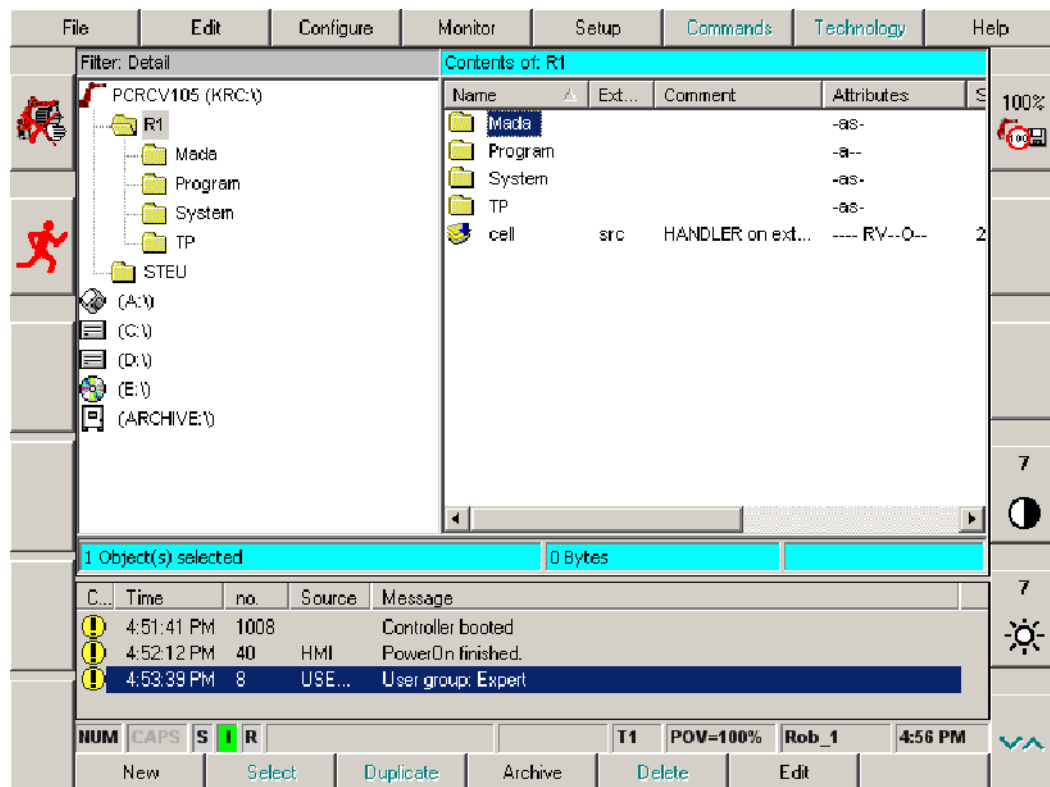 File Edit Configure Monitor Setup Commands Technology Help
Filter: Detail
PCRCV105 (KRC:\)
R1
Mada
Program
System
TP
STEU
(A:\)
(C:\)
(D:\)
(E:\)
(ARCHIVE:\)
Contents of: R1
Name Ext... Comment Attributes S
Mada -as-
Program -a--
System -as-
TP -as-
cell src HANDLER on ext... ---- RV--O-- 2
100%
100
7
7
1 Object(s) selected 0 Bytes
C... Time no. Source Message
4:51:41 PM 1008 Controller booted
4:52:12 PM 40 HMI PowerOn finished.
4:53:39 PM 8 USE... User group: Expert
NUM CAPS S I R T1 POV=100% Rob_1 4:56 PM
New Select Duplicate Archive Delete Edit